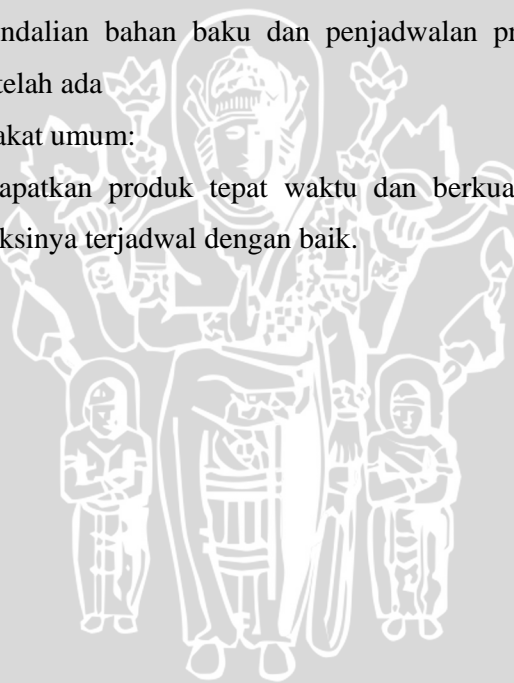 ndalian bahan baku dan penjadwalan pr
telah ada
akat umum:
apatkan produk tepat waktu dan berkua
ksinya terjadwal dengan baik.